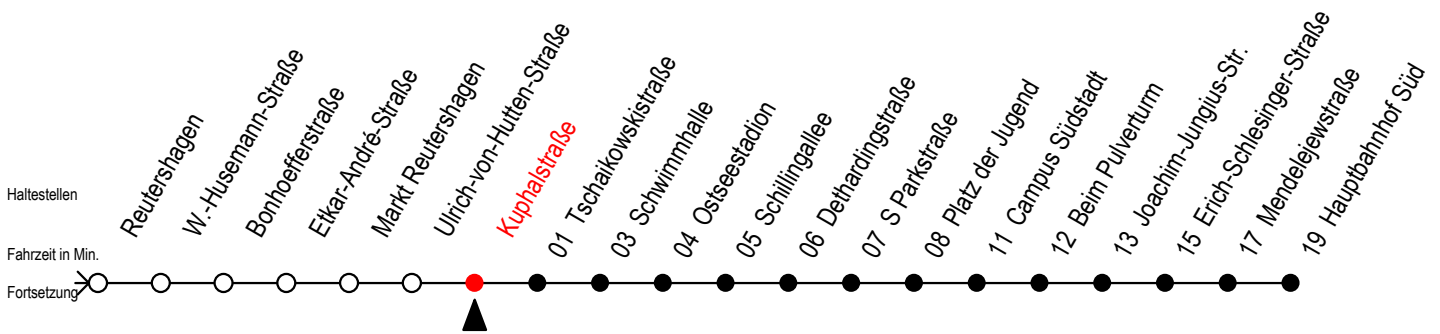 Haltestellen
Fahrzeit in Min.
Fortsetzung
Reutershagen
W.-Husemann-Straße
Bonhoefferstraße
Etkar-André-Straße
Markt Reutershagen
Ulrich-von-Hutten-Straße
Kuphalstraße
01 Tschaikowskistraße
03 Schwimmhalle
04 Ostseestadion
05 Schillingallee
06 Dethardingstraße
07 S Parkstraße
08 Platz der Jugend
11 Campus Südstadt
12 Beim Pulverturm
13 Joachim-Jungius-Str.
15 Erich-Schlesinger-Straße
17 Mendelejewstraße
19 Hauptbahnhof Süd